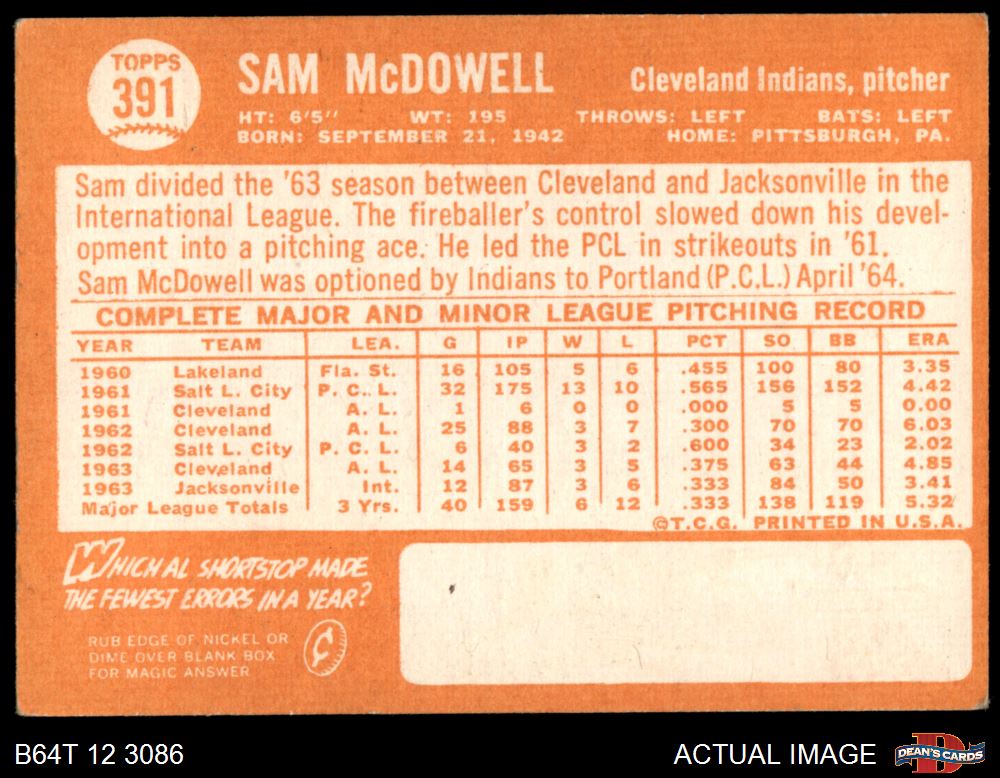 TOPPS
391
SAM McDOWELL
Cleveland Indians, pitcher
HT: 6'5" WT: 195 THROWS: LEFT BATS: LEFT
BORN: SEPTEMBER 21, 1942 HOME: PITTSBURGH, PA.
Sam divided the '63 season between Cleveland and Jacksonville in the
International League. The fireballer's control slowed down his devel-
opment into a pitching ace. He led the PCL in strikeouts in '61.
Sam McDowell was optioned by Indians to Portland (P.C.L.) April '64.
COMPLETE MAJOR AND MINOR LEAGUE PITCHING RECORD
YEAR TEAM LEA. G IP W L PCT SO BB ERA
1960 Lakeland Fla. St. 16 105 5 6 .455 100 80 3.35
1961 Salt L. City P. C. L. 32 175 13 10 .565 156 152 4.42
1961 Cleveland A. L. 1 6 0 0 .000 5 5 0.00
1962 Cleveland A. L. 25 88 3 7 .300 70 70 6.03
1962 Salt L. City P. C. L. 6 40 3 2 .600 34 23 2.02
1963 Cleveland A. L. 14 65 3 5 .375 63 44 4.85
1963 Jacksonville Int. 12 87 3 6 .333 84 50 3.41
Major League Totals 3 Yrs. 40 159 6 12 .333 138 119 5.32
©T.C.G. PRINTED IN U.S.A.
WHICH AL SHORTSTOP MADE
THE FEWEST ERRORS IN A YEAR?
RUB EDGE OF NICKEL OR
DIME OVER BLANK BOX
FOR MAGIC ANSWER
¢
B64T 12 3086
ACTUAL IMAGE
DEAN'S CARDS